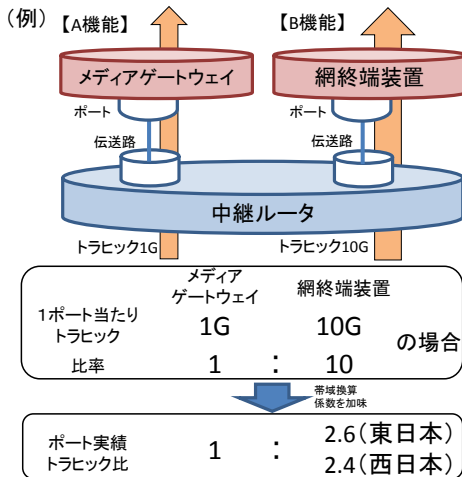 (例)【A機能】 【B機能】
メディアゲートウェイ 網終端装置
ポート ポート
伝送路 伝送路
中継ルータ
トラヒック1G トラヒック10G
メディア
ゲートウェイ 網終端装置
1ポート当たり
トラヒック 1G 10G の場合
比率 1 : 10
帯域換算
係数を加味
ポート実績
トラヒック比 1 : 2.6(東日本)
2.4(西日本)